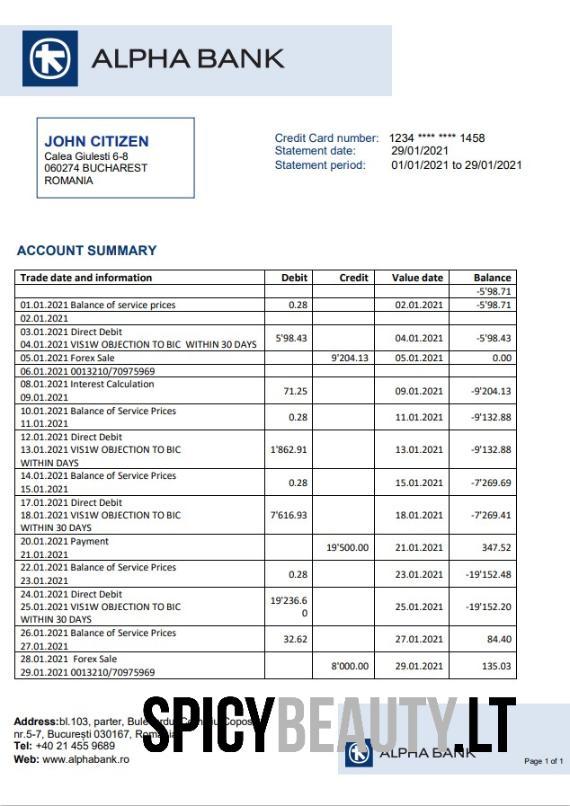 ALPHA BANK
JOHN CITIZEN
Calea Giulesti 6-8
060274 BUCHAREST
ROMANIA
Credit Card number: 1234 **** **** 1458
Statement date: 29/01/2021
Statement period: 01/01/2021 to 29/01/2021
ACCOUNT SUMMARY
Trade date and information Debit Credit Value date Balance
-5'98.71
01.01.2021 Balance of service prices 0.28 02.01.2021 -5'98.71
02.01.2021
03.01.2021 Direct Debit
04.01.2021 VIS1W OBJECTION TO BIC WITHIN 30 DAYS 5'98.43 04.01.2021 -5'98.43
05.01.2021 Forex Sale 9'204.13 05.01.2021 0.00
06.01.2021 0013210/70975969
08.01.2021 Interest Calculation
09.01.2021 71.25 09.01.2021 -9'204.13
10.01.2021 Balance of Service Prices
11.01.2021 0.28 11.01.2021 -9'132.88
12.01.2021 Direct Debit
13.01.2021 VIS1W OBJECTION TO BIC 1'862.91 13.01.2021 -9'132.88
WITHIN DAYS
14.01.2021 Balance of Service Prices
15.01.2021 0.28 15.01.2021 -7'269.69
17.01.2021 Direct Debit
18.01.2021 VIS1W OBJECTION TO BIC 7'616.93 18.01.2021 -7'269.41
WITHIN 30 DAYS
20.01.2021 Payment
21.01.2021 19'500.00 21.01.2021 347.52
22.01.2021 Balance of Service Prices
23.01.2021 0.28 23.01.2021 -19'152.48
24.01.2021 Direct Debit
25.01.2021 VIS1W OBJECTION TO BIC 19'236.60 25.01.2021 -19'152.20
WITHIN 30 DAYS
26.01.2021 Balance of Service Prices
27.01.2021 32.62 27.01.2021 84.40
28.01.2021 Forex Sale
29.01.2021 0013210/70975969 8'000.00 29.01.2021 135.03
SPICYBEAUTY.LT
Address:bl.103, parter,
nr.5-7, Bucureşti 030167, Romania
Tel: +40 21 455 9689
Web: www.alphabank.ro
ALPHA BANK
Page 1 of 1